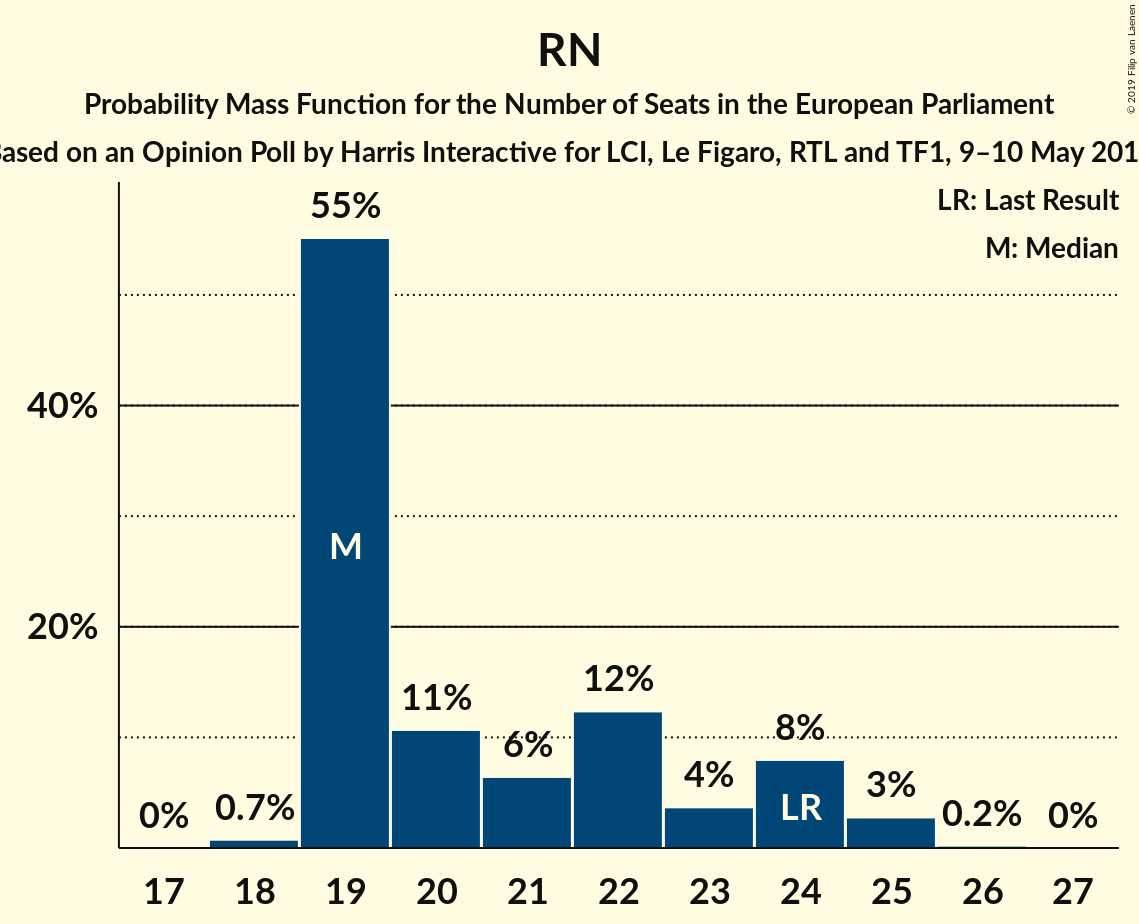 RN
Probability Mass Function for the Number of Seats in the European Parliament
Based on an Opinion Poll by Harris Interactive for LCI, Le Figaro, RTL and TF1, 9–10 May 201
© 2019 Filip van Laenen
LR: Last Result
M: Median
55%
40%
M
20%
12%
11%
8%
6%
4%
3%
0%
0.7%
LR
0.2%
0%
17 18 19 20 21 22 23 24 25 26 27